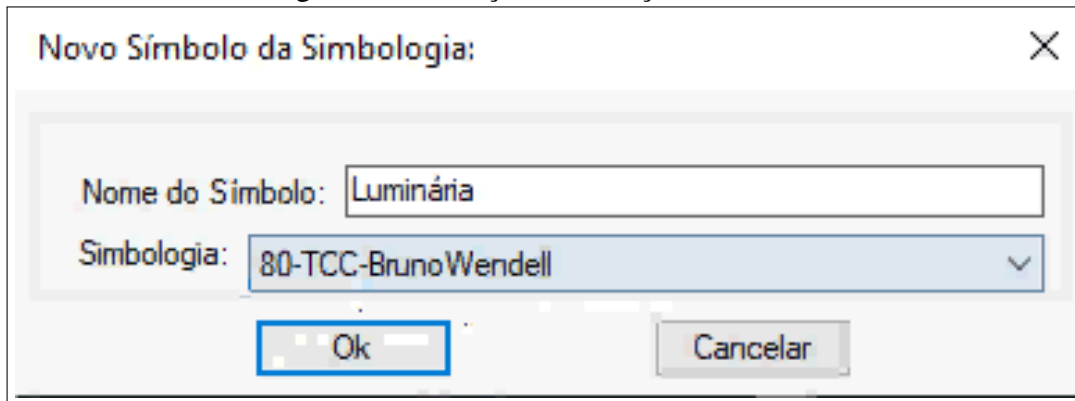 Novo Símbolo da Simbologia:
Nome do Símbolo: Luminária
Simbologia: 80-TCC-BrunoWendell
Ok Cancelar